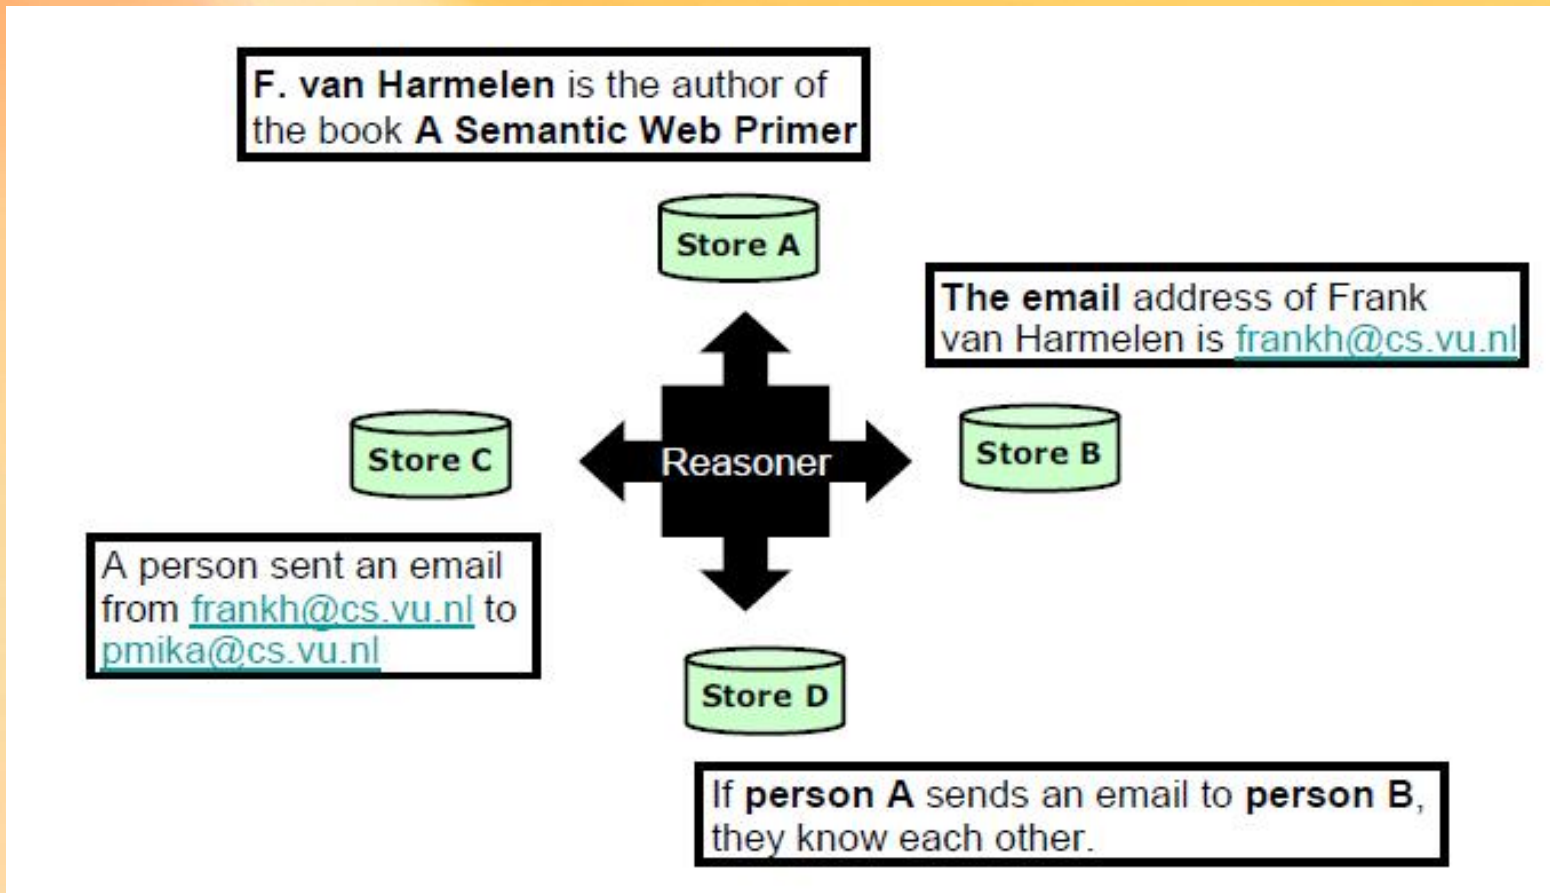 F. van Harmelen is the author of
the book A Semantic Web Primer
Store A
The email address of Frank
van Harmelen is frankh@cs.vu.nl
Store C
Reasoner
Store B
A person sent an email
from frankh@cs.vu.nl to
pmika@cs.vu.nl
Store D
If person A sends an email to person B,
they know each other.